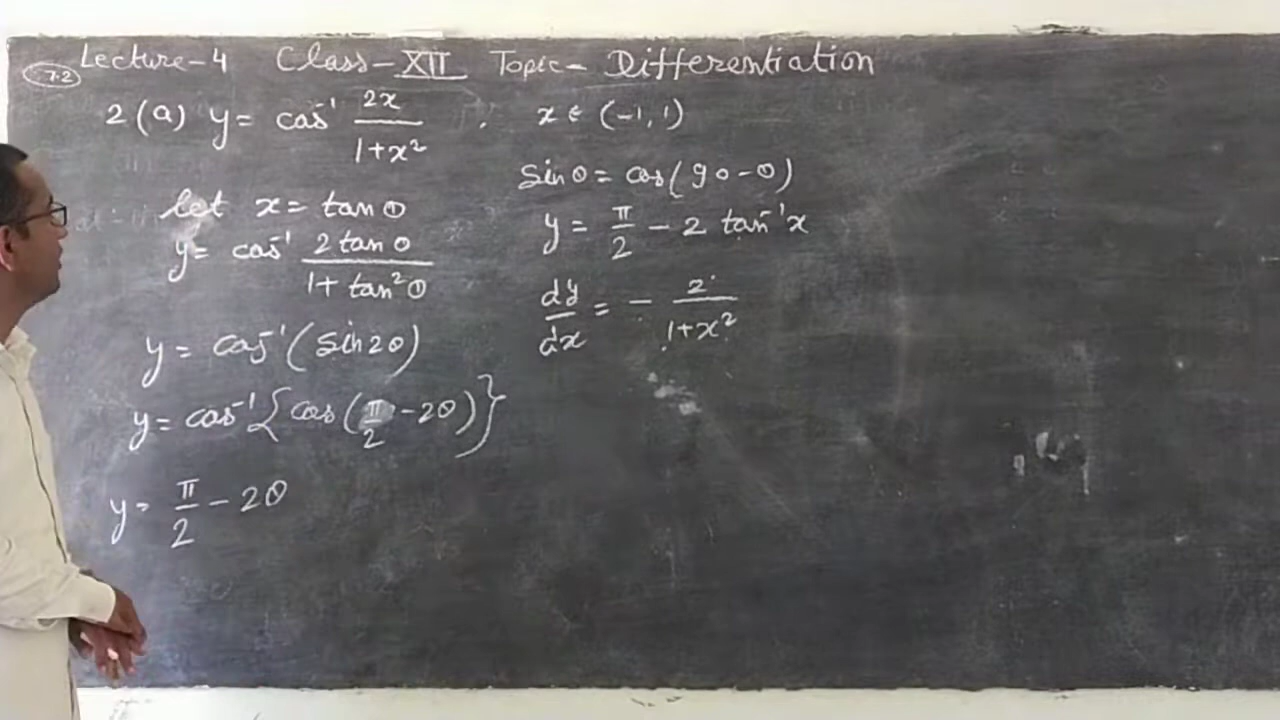 Lecture-4 Class-XII Topic- Differentiation
7.2
2(a) y = cos⁻¹ 2x/(1+x²) , x ∈ (-1, 1)
let x = tan θ
y = cos⁻¹ (2 tan θ)/(1+ tan² θ)
y = cos⁻¹ (sin 2θ)
y = cos⁻¹ { cos (π/2 - 2θ) }
y = π/2 - 2θ
sin θ = cos (90 - θ)
y = π/2 - 2 tan⁻¹ x
dy/dx = - 2/(1+x²)